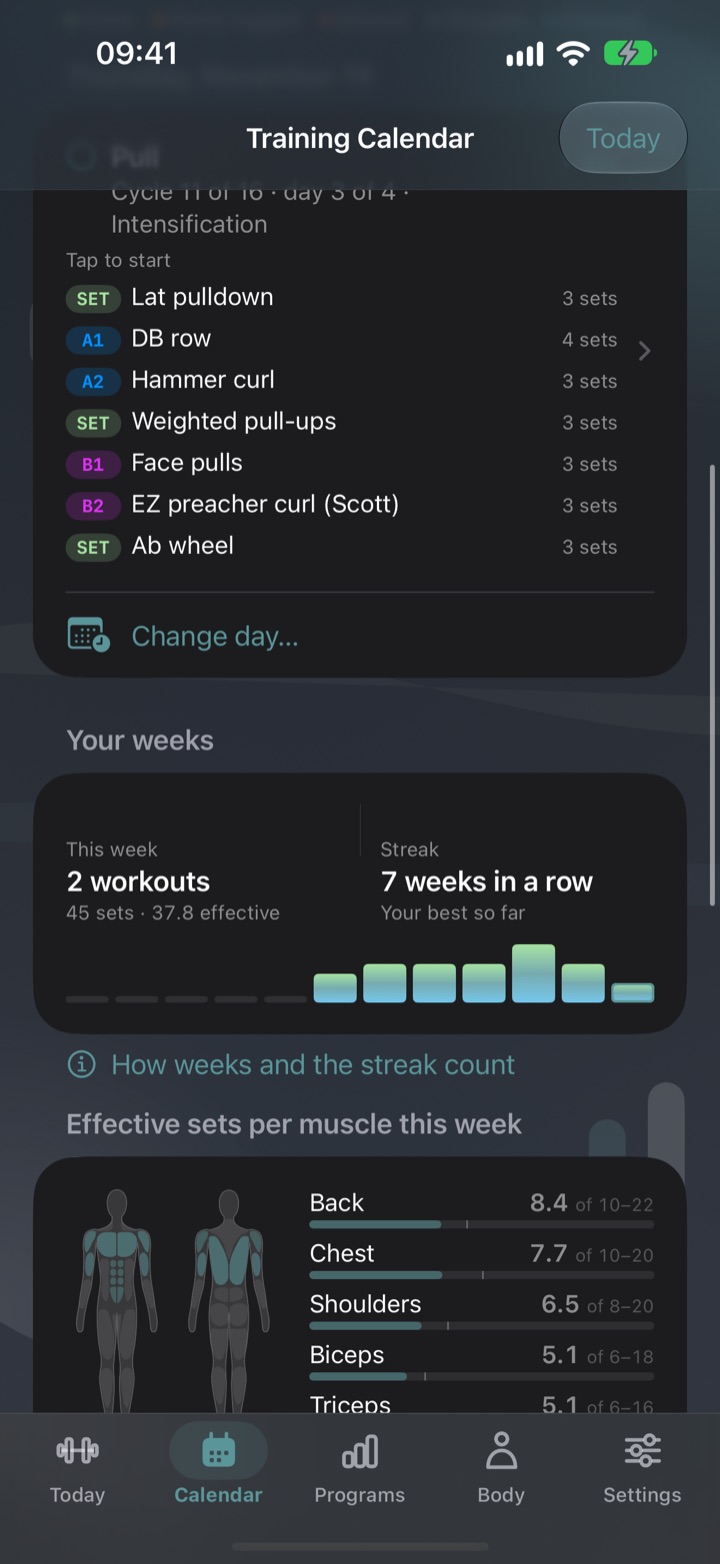 09:41
Training Calendar
Today
Pull
Cycle 11 of 16 · day 3 of 4 ·
Intensification
Tap to start
SET Lat pulldown 3 sets
A1 DB row 4 sets
A2 Hammer curl 3 sets
SET Weighted pull-ups 3 sets
B1 Face pulls 3 sets
B2 EZ preacher curl (Scott) 3 sets
SET Ab wheel 3 sets
Change day...
Your weeks
This week
2 workouts
45 sets · 37.8 effective
Streak
7 weeks in a row
Your best so far
How weeks and the streak count
Effective sets per muscle this week
Back 8.4 of 10–22
Chest 7.7 of 10–20
Shoulders 6.5 of 8–20
Biceps 5.1 of 6–18
Triceps 5.1 of 6–16
Today
Calendar
Programs
Body
Settings